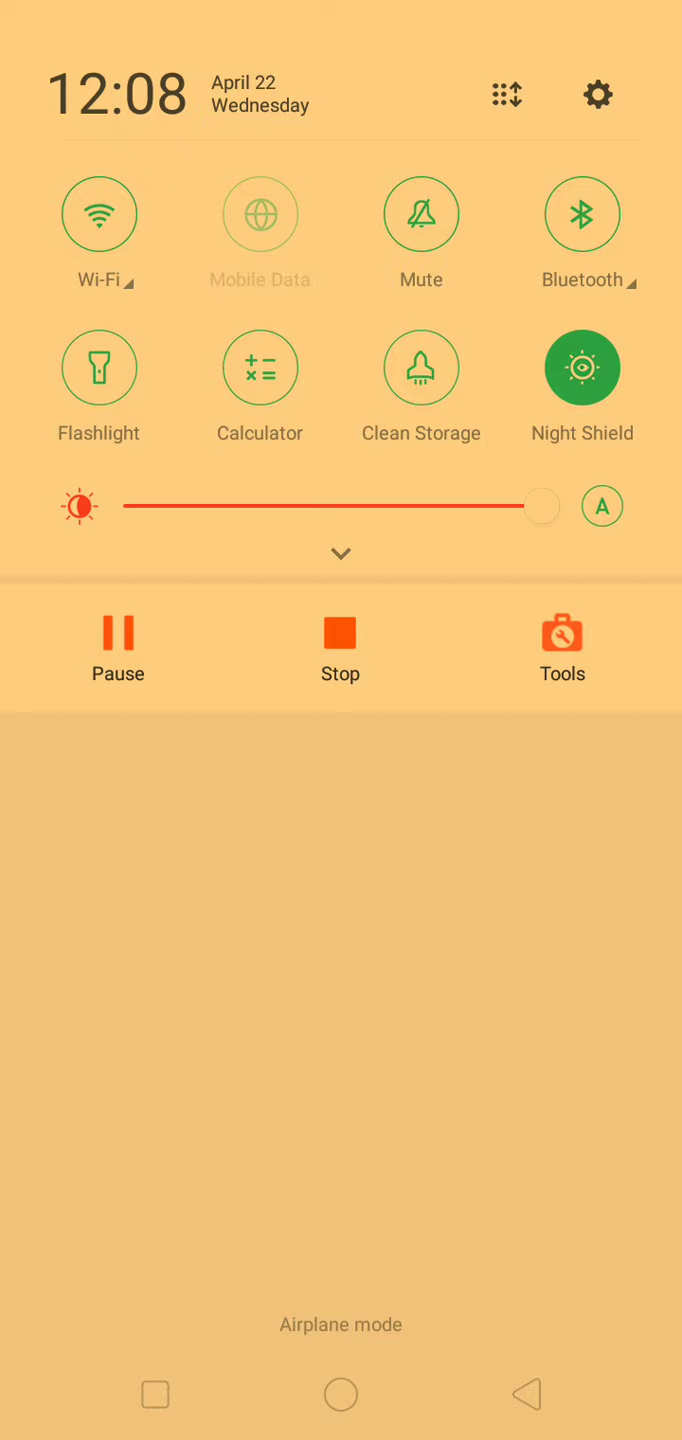 12:08
April 22
Wednesday
Wi-Fi
Mobile Data
Mute
Bluetooth
Flashlight
Calculator
Clean Storage
Night Shield
A
Pause
Stop
Tools
Airplane mode